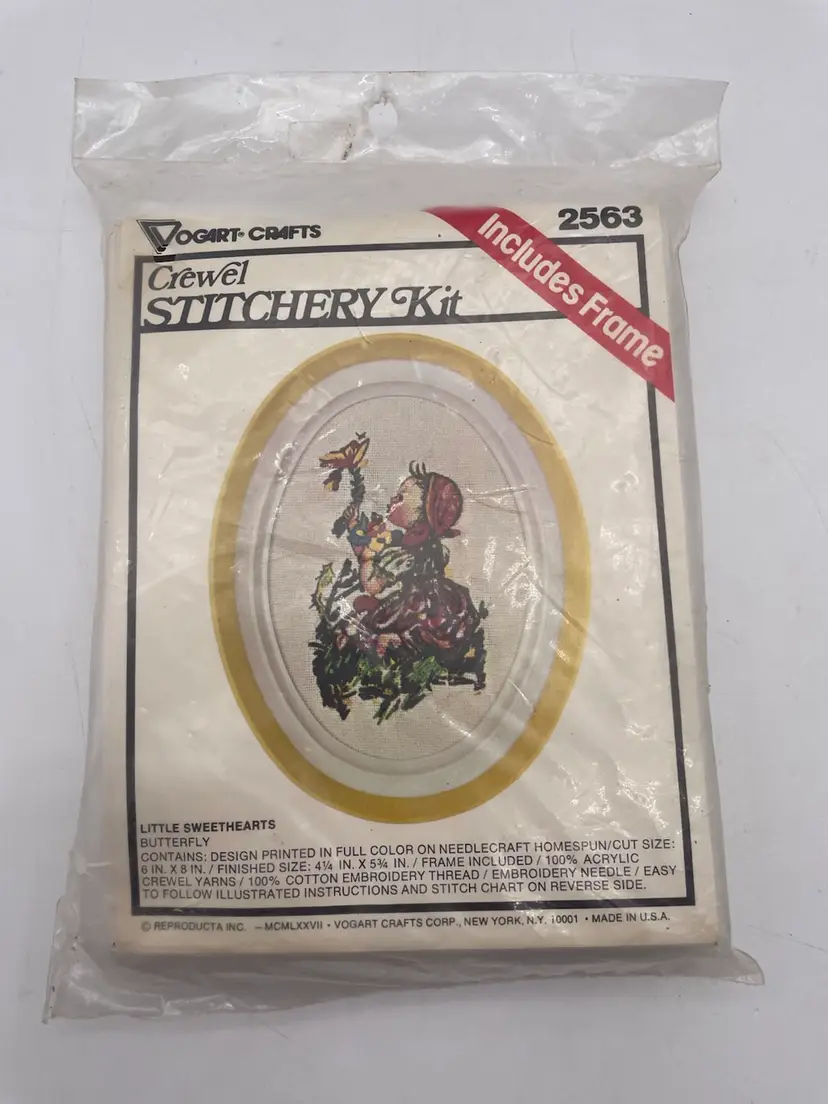 VOGART® CRAFTS
2563
Includes Frame
Crewel
STITCHERY Kit
LITTLE SWEETHEARTS
BUTTERFLY
CONTAINS: DESIGN PRINTED IN FULL COLOR ON NEEDLECRAFT HOMESPUN/CUT SIZE:
6 IN. X 8 IN. / FINISHED SIZE: 4¼ IN. X 5¾ IN. / FRAME INCLUDED / 100% ACRYLIC
CREWEL YARNS / 100% COTTON EMBROIDERY THREAD / EMBROIDERY NEEDLE / EASY
TO FOLLOW ILLUSTRATED INSTRUCTIONS AND STITCH CHART ON REVERSE SIDE.
© REPRODUCTA INC. – MCMLXXVII • VOGART CRAFTS CORP., NEW YORK, N.Y. 10001 • MADE IN U.S.A.